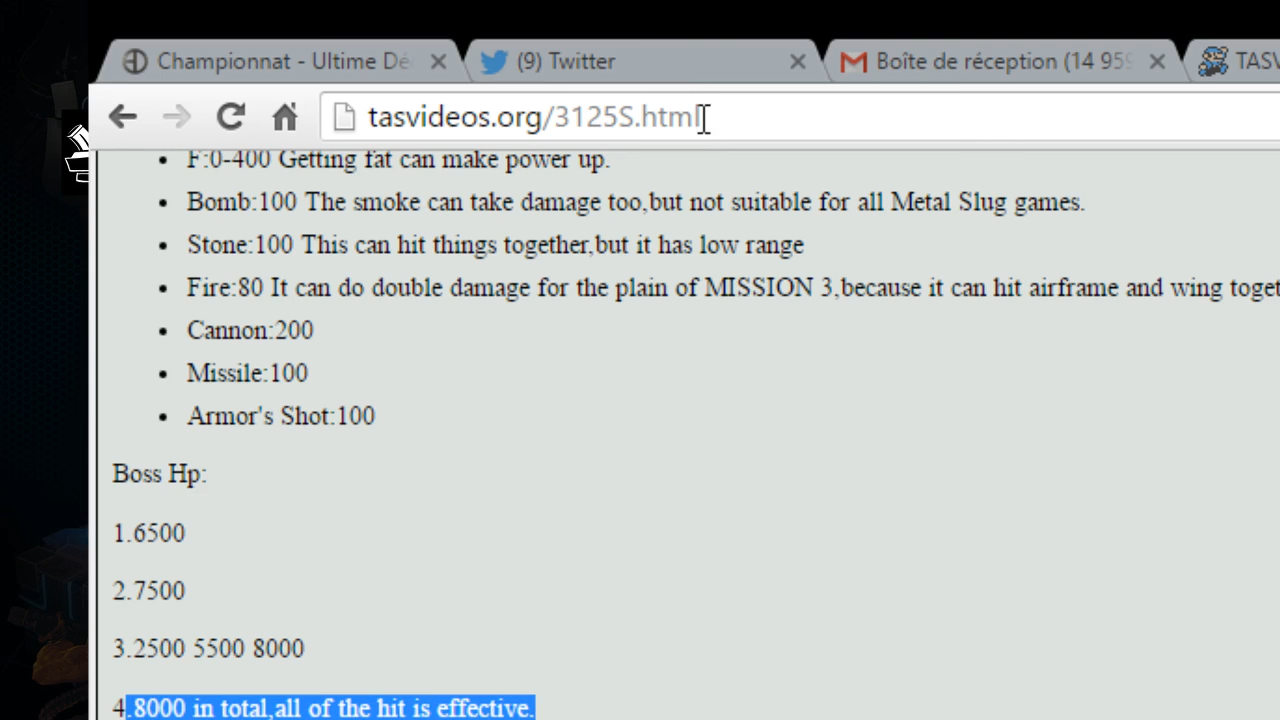 Championnat - Ultime Dé
(9) Twitter
Boîte de réception (14 959
TASV
tasvideos.org/3125S.html
F:0-400 Getting fat can make power up.
Bomb:100 The smoke can take damage too,but not suitable for all Metal Slug games.
Stone:100 This can hit things together,but it has low range
Fire:80 It can do double damage for the plain of MISSION 3,because it can hit airframe and wing toget
Cannon:200
Missile:100
Armor's Shot:100
Boss Hp:
1.6500
2.7500
3.2500 5500 8000
4.8000 in total,all of the hit is effective.